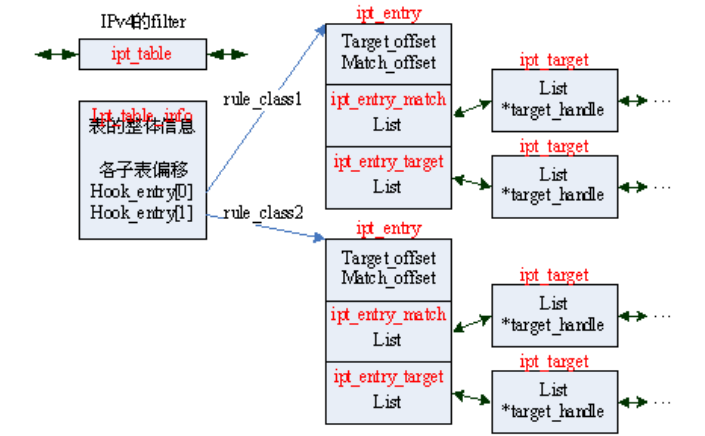 IPv4的filter
ipt_table
Ipt_table_info
表的整体信息
各子表偏移
Hook_entry[0]
Hook_entry[1]
rule_class1
rule_class2
ipt_entry
Target_offset
Match_offset
ipt_entry_match
List
ipt_entry_target
List
ipt_target
List
*target_handle
...
ipt_target
List
*target_handle
...
ipt_entry
Target_offset
Match_offset
ipt_entry_match
List
ipt_entry_target
List
ipt_target
List
*target_handle
...
ipt_target
List
*target_handle
...